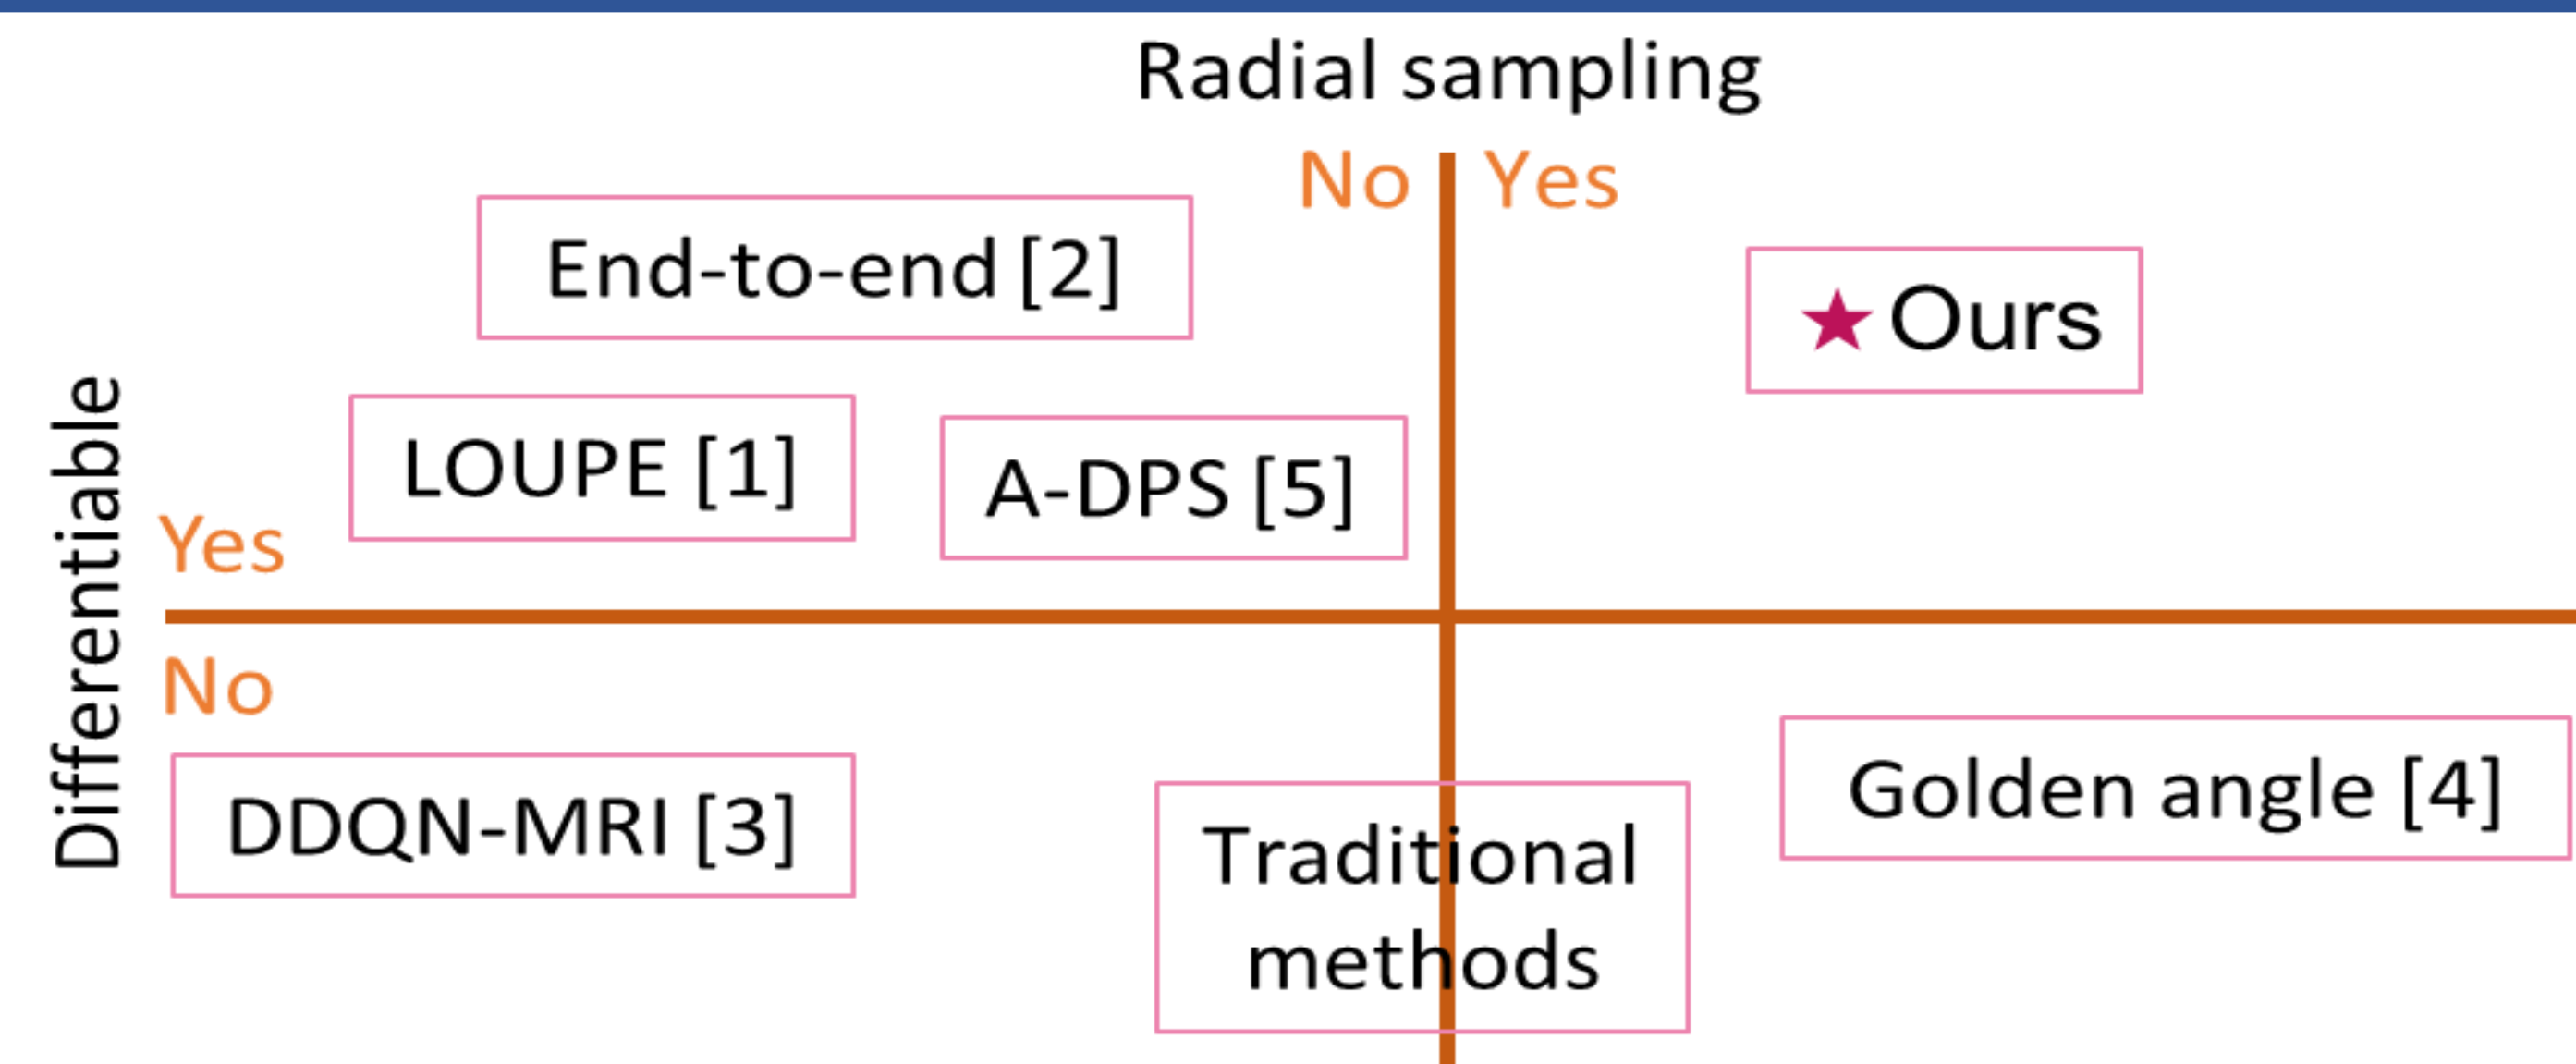 Radial sampling
No Yes
End-to-end [2]
★ Ours
LOUPE [1]
A-DPS [5]
Differentiable
Yes
No
DDQN-MRI [3]
Golden angle [4]
Traditional
methods